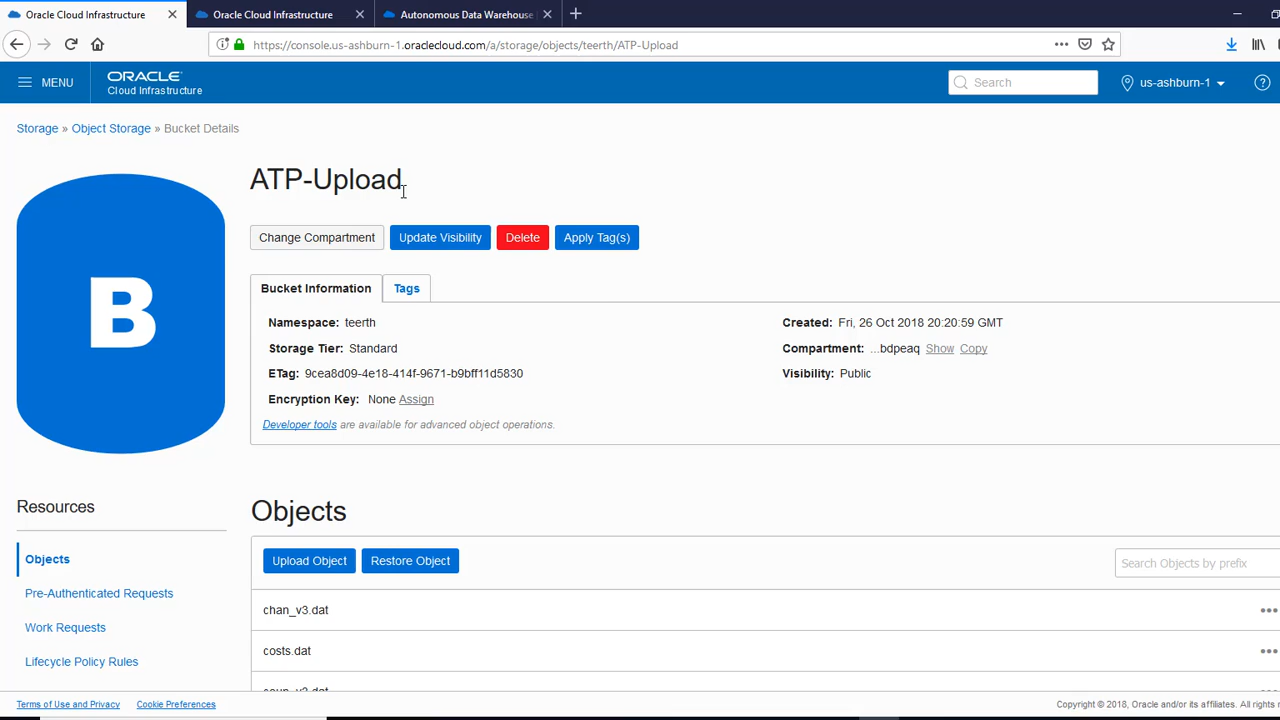 Oracle Cloud Infrastructure
Oracle Cloud Infrastructure
Autonomous Data Warehouse
https://console.us-ashburn-1.oraclecloud.com/a/storage/objects/teerth/ATP-Upload
MENU
ORACLE
Cloud Infrastructure
Search
us-ashburn-1
Storage » Object Storage » Bucket Details
B
ATP-Upload
Change Compartment
Update Visibility
Delete
Apply Tag(s)
Bucket Information
Tags
Namespace: teerth
Storage Tier: Standard
ETag: 9cea8d09-4e18-414f-9671-b9bff11d5830
Encryption Key: None Assign
Developer tools are available for advanced object operations.
Created: Fri, 26 Oct 2018 20:20:59 GMT
Compartment: ...bdpeaq Show Copy
Visibility: Public
Resources
Objects
Pre-Authenticated Requests
Work Requests
Lifecycle Policy Rules
Objects
Upload Object
Restore Object
Search Objects by prefix
chan_v3.dat
costs.dat
Terms of Use and Privacy
Cookie Preferences
Copyright © 2018, Oracle and/or its affiliates. All rights